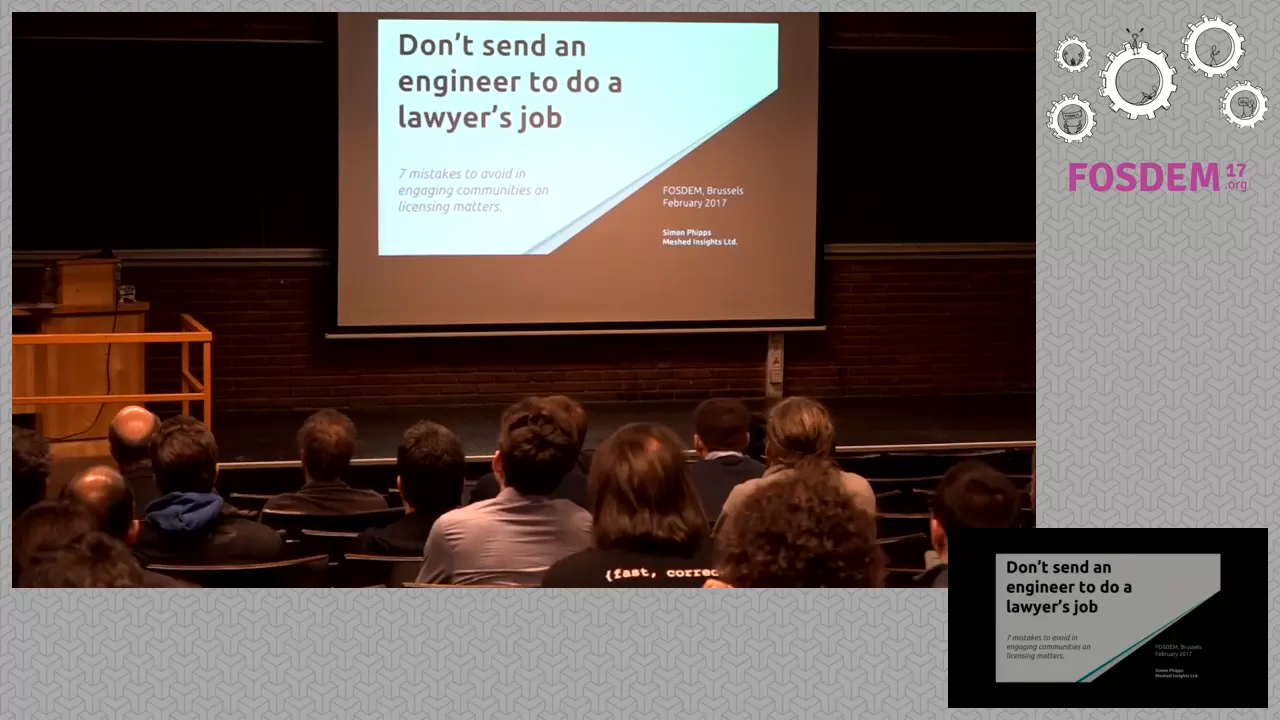 Don't send an
engineer to do a
lawyer's job
7 mistakes to avoid in
engaging communities on
licensing matters.
FOSDEM, Brussels
February 2017
Simon Phipps
Meshed Insights Ltd.
FOSDEM 17
.org
{fast, correc
Don't send an
engineer to do a
lawyer's job
7 mistakes to avoid in
engaging communities on
licensing matters.
FOSDEM, Brussels
February 2017
Simon Phipps
Meshed Insights Ltd.